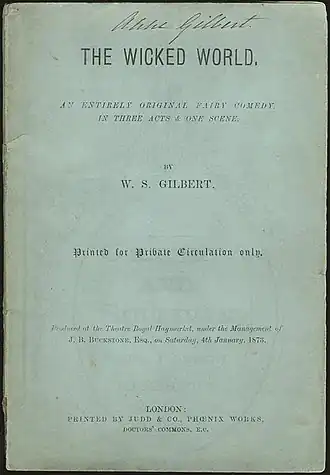 Anne Gilbert.
THE WICKED WORLD.
AN ENTIRELY ORIGINAL FAIRY COMEDY,
IN THREE ACTS & ONE SCENE.
BY
W. S. GILBERT.
Printed for Private Circulation only.
Produced at the Theatre Royal Haymarket, under the Management of
J. B. BUCKSTONE, ESQ., on Saturday, 4th January, 1873.
LONDON:
PRINTED BY JUDD & CO., PHŒNIX WORKS,
DOCTORS' COMMONS, E.C.